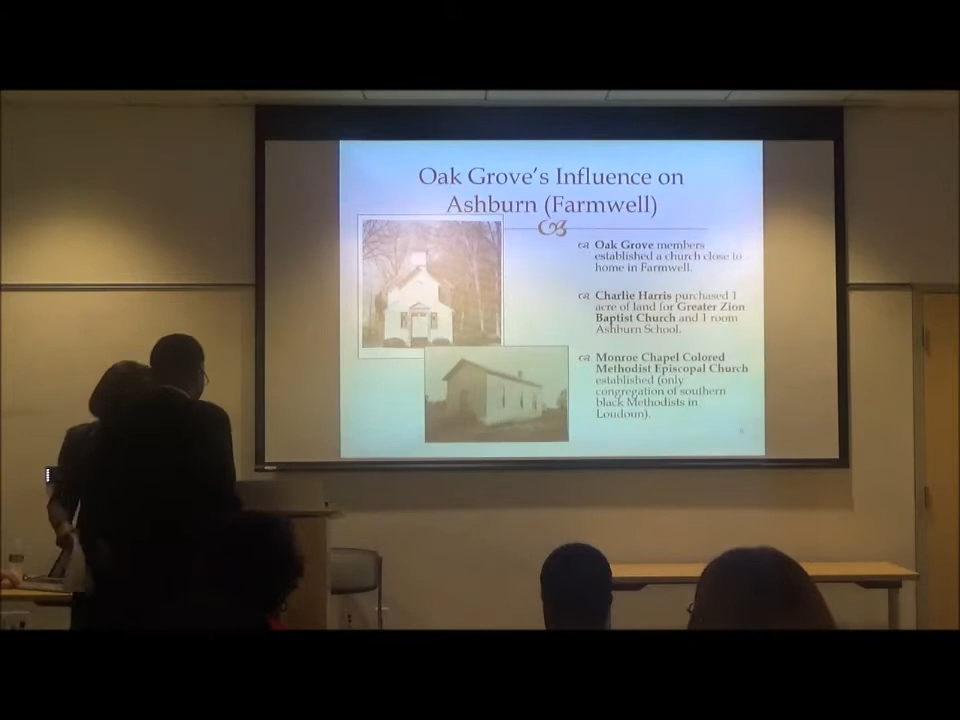 Oak Grove's Influence on
Ashburn (Farmwell)
Oak Grove members
established a church close to
home in Farmwell.
Charlie Harris purchased 1
acre of land for Greater Zion
Baptist Church and 1 room
Ashburn School.
Monroe Chapel Colored
Methodist Episcopal Church
established (only
congregation of southern
black Methodists in
Loudoun).